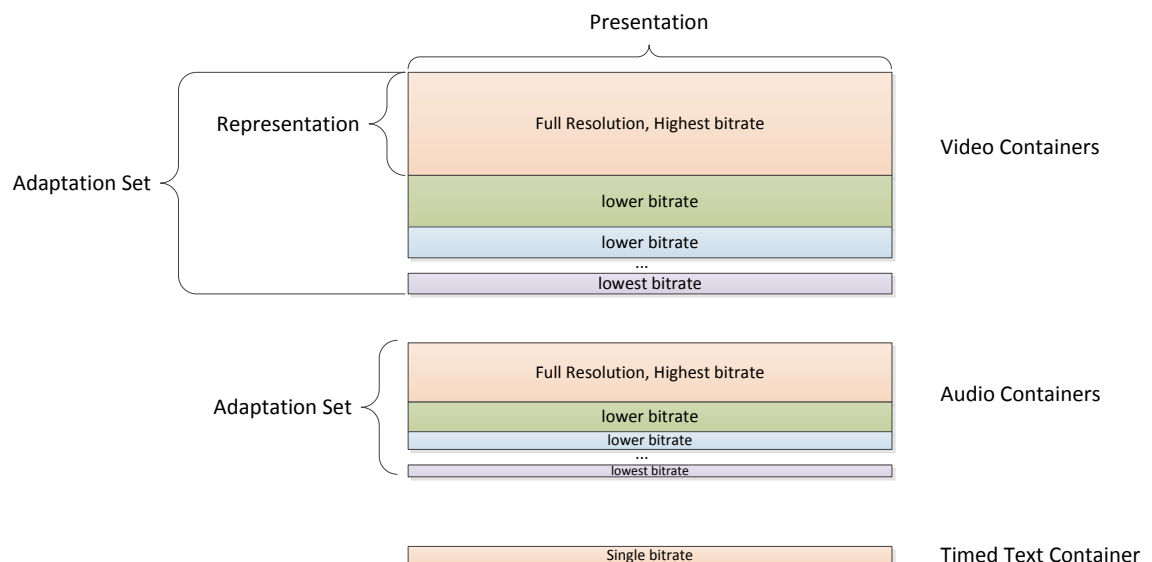 Presentation
Representation
Full Resolution, Highest bitrate
Video Containers
Adaptation Set
lower bitrate
lower bitrate
...
lowest bitrate
Full Resolution, Highest bitrate
Audio Containers
Adaptation Set
lower bitrate
lower bitrate
...
lowest bitrate
Single bitrate
Timed Text Container